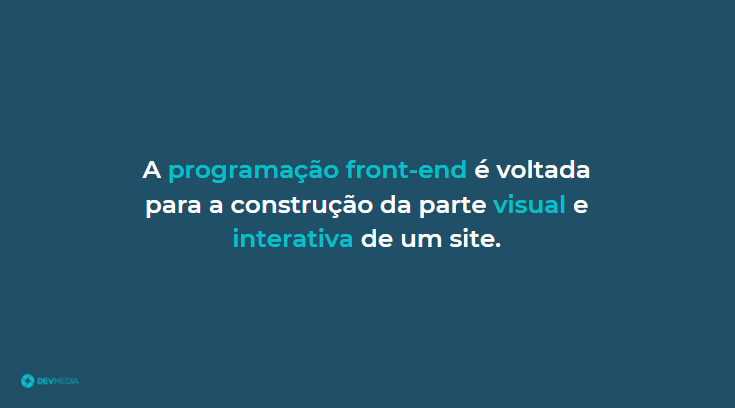 A programação front-end é voltada
para a construção da parte visual e
interativa de um site.
DEVMEDIA